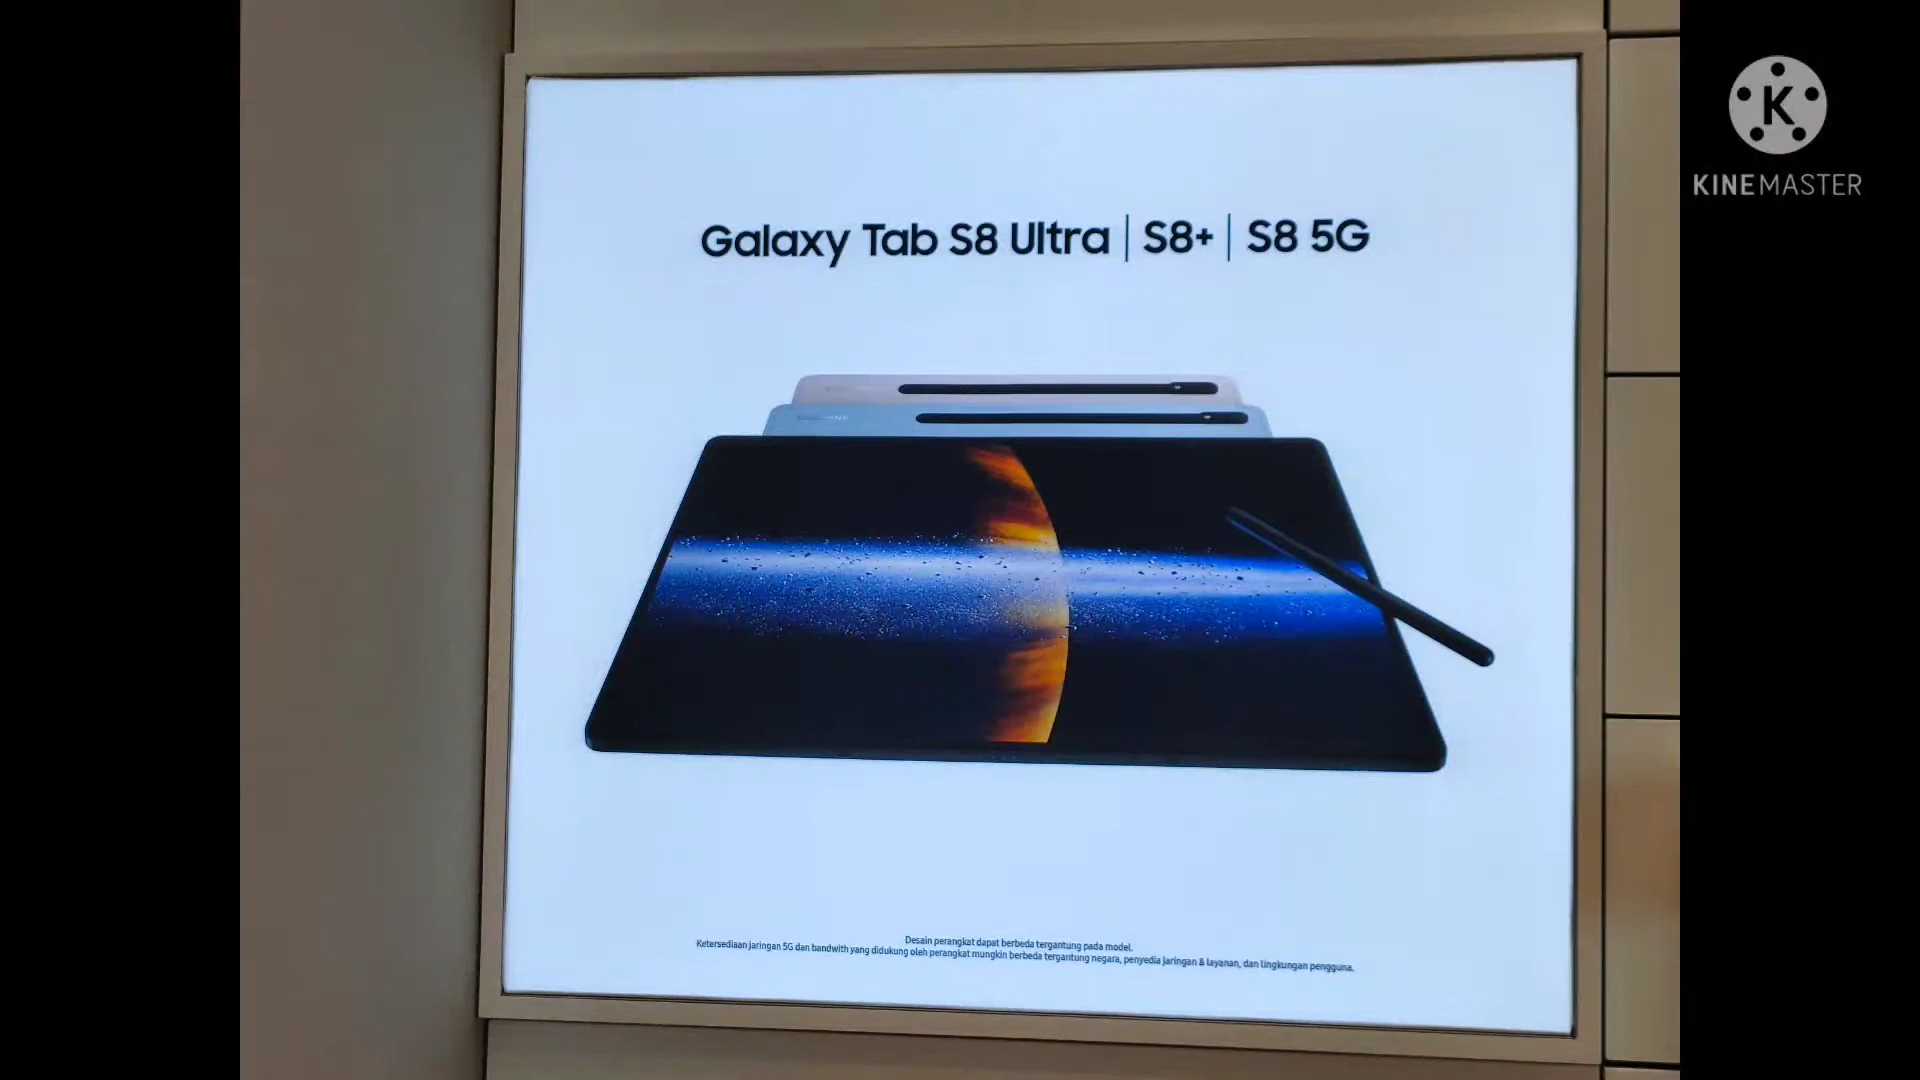 KINEMASTER
Galaxy Tab S8 Ultra | S8+ | S8 5G
Desain perangkat dapat berbeda tergantung pada model.
Ketersediaan jaringan 5G dan bandwith yang didukung oleh perangkat mungkin berbeda tergantung negara, penyedia jaringan & layanan, dan lingkungan pengguna.